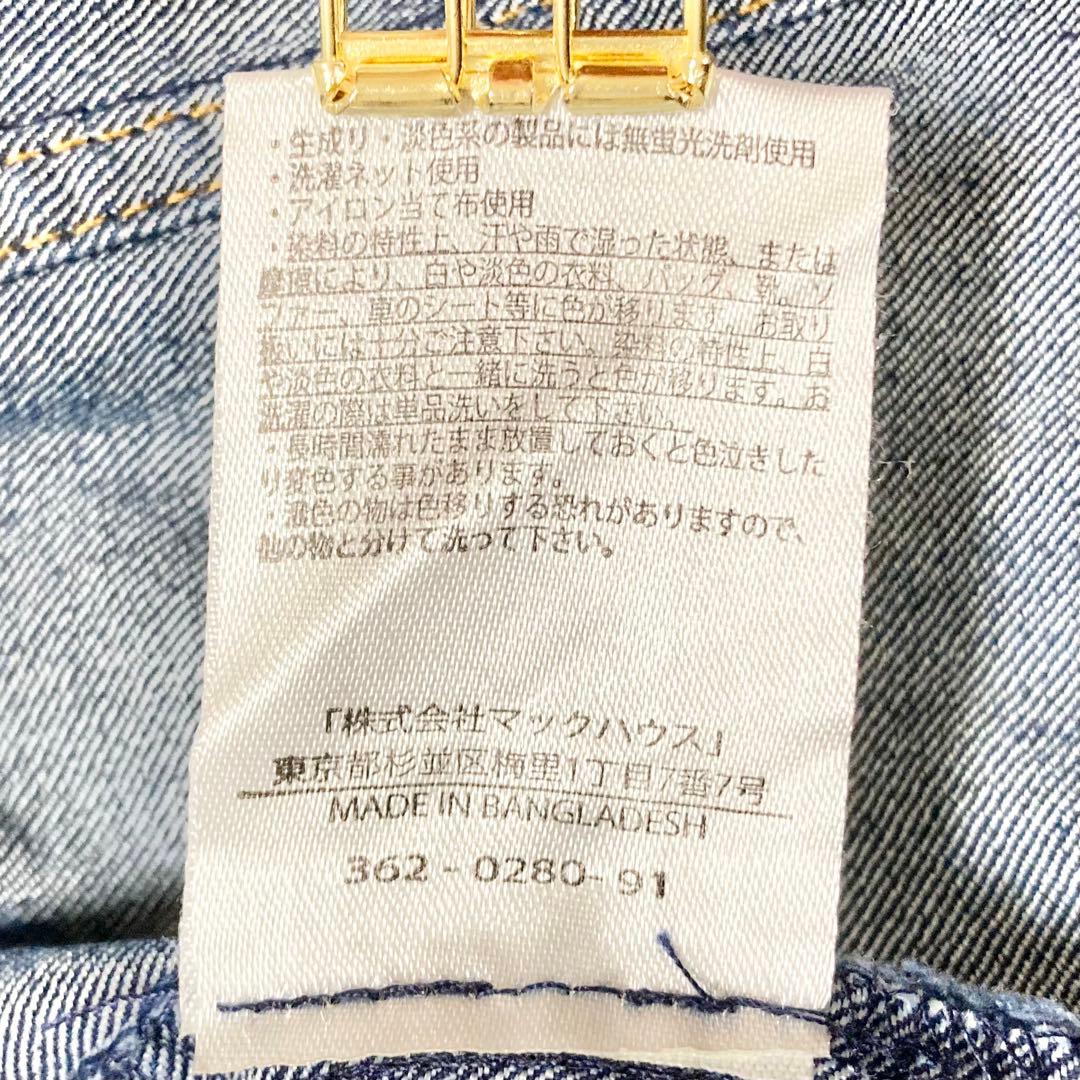 ・生成り・淡色系の製品には無蛍光洗剤使用
・洗濯ネット使用
・アイロン当て布使用
・染料の特性上、汗や雨で湿った状態、または
摩擦により、白や淡色の衣料、バッグ、靴、ソ
ファー、車のシート等に色が移ります。お取り
扱いには十分ご注意下さい。染料の特性上、白
や淡色の衣料と一緒に洗うと色が移ります。お
洗濯の際は単品洗いをして下さい。
・長時間濡れたまま放置しておくと色泣きした
り変色する事があります。
・濃色の物は色移りする恐れがありますので、
他の物と分けて洗って下さい。
「株式会社マックハウス」
東京都杉並区梅里1丁目7番7号
MADE IN BANGLADESH
362-0280-91